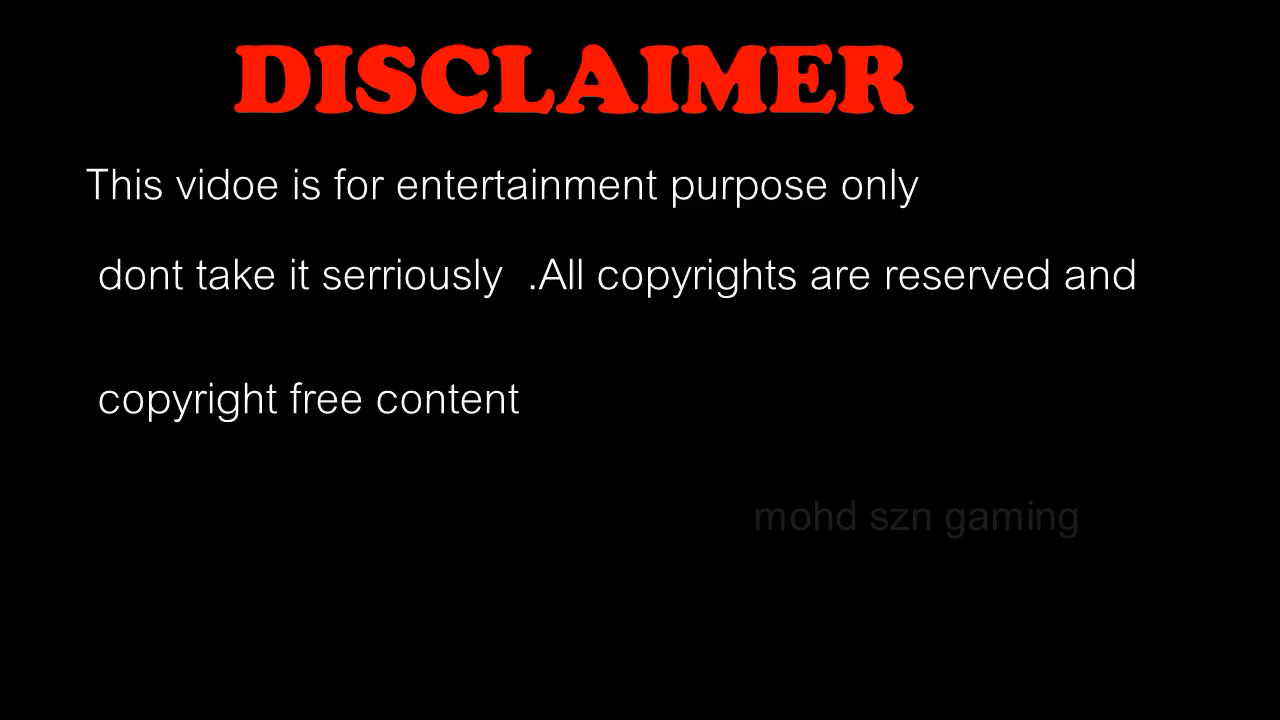 DISCLAIMER
This vidoe is for entertainment purpose only
dont take it serriously .All copyrights are reserved and
copyright free content
mohd szn gaming